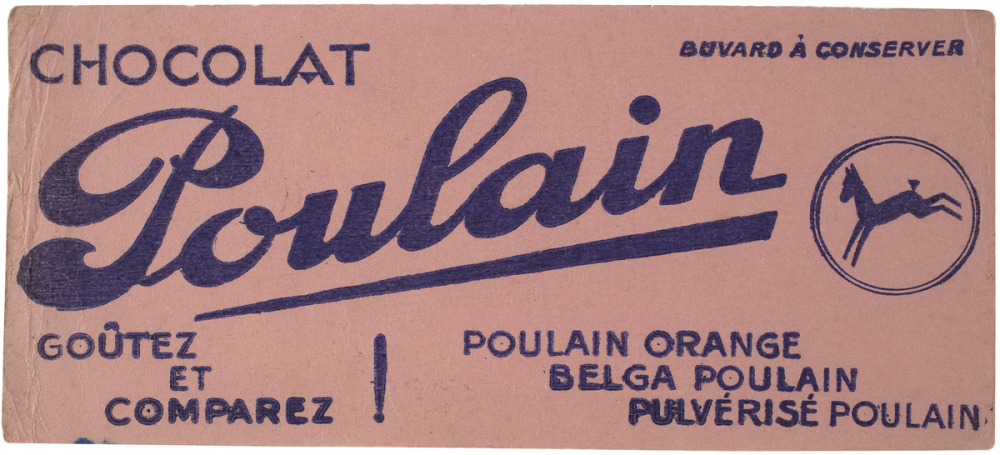 CHOCOLAT
BUVARD À CONSERVER
Poulain
GOÛTEZ
ET
COMPAREZ !
POULAIN ORANGE
BELGA POULAIN
PULVÉRISÉ POULAIN